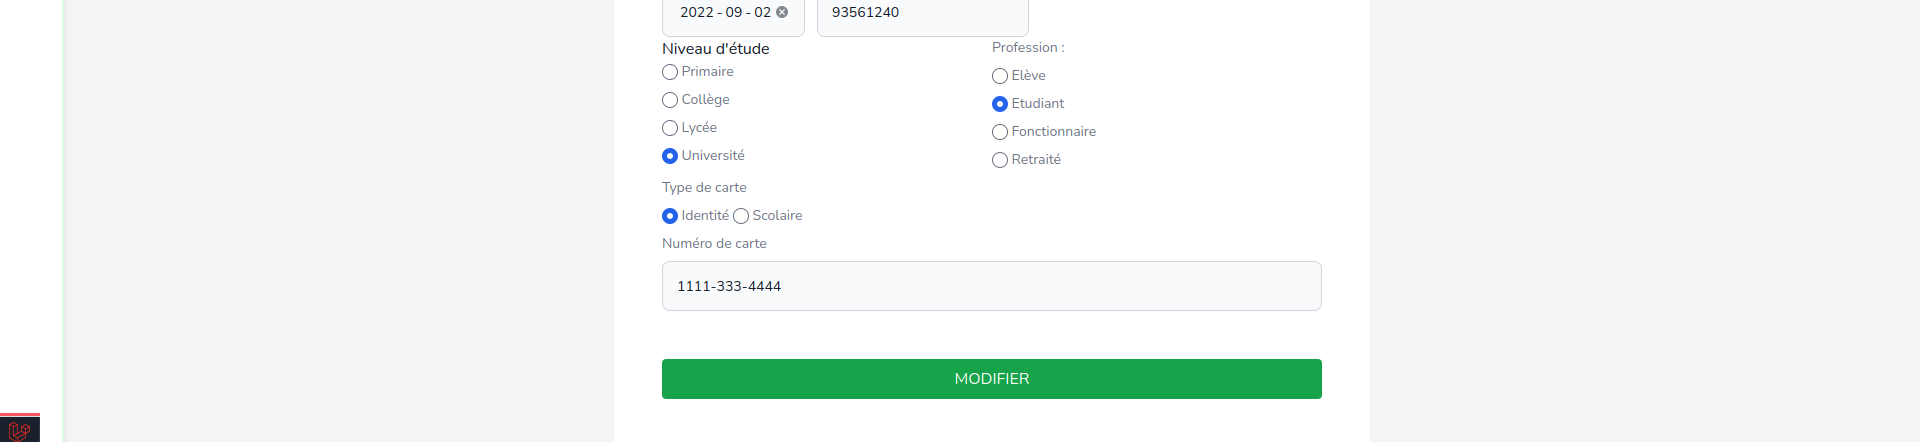 2022 - 09 - 02 93561240
Niveau d'étude
Primaire
Collège
Lycée
Université
Profession :
Elève
Etudiant
Fonctionnaire
Retraité
Type de carte
Identité Scolaire
Numéro de carte
1111-333-4444
MODIFIER